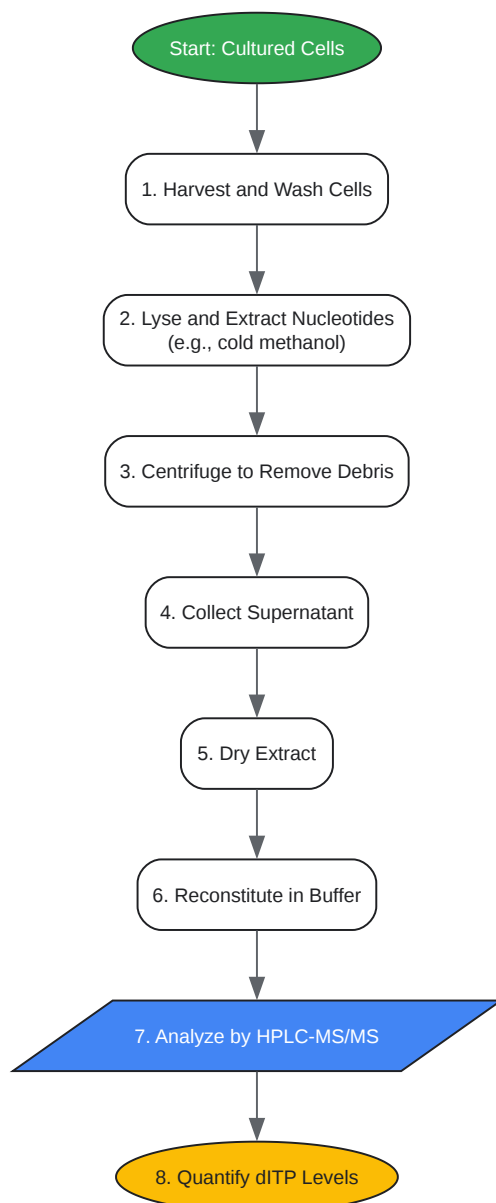 Start: Cultured Cells
1. Harvest and Wash Cells
2. Lyse and Extract Nucleotides
(e.g., cold methanol)
3. Centrifuge to Remove Debris
4. Collect Supernatant
5. Dry Extract
6. Reconstitute in Buffer
7. Analyze by HPLC-MS/MS
8. Quantify dITP Levels